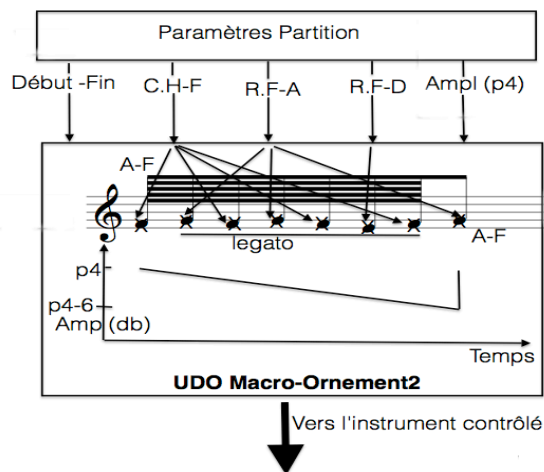 Paramètres Partition
Début -Fin C.H-F R.F-A R.F-D Ampl (p4)
A-F
legato
A-F
p4
p4-6
Amp (db)
Temps
UDO Macro-Ornement2
Vers l'instrument contrôlé